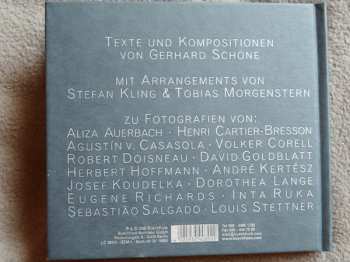 TEXTE UND KOMPOSITIONEN
VON GERHARD SCHÖNE
MIT ARRANGEMENTS VON
STEFAN KLING & TOBIAS MORGENSTERN
ZU FOTOGRAFIEN VON:
ALIZA AUERBACH · HENRI CARTIER-BRESSON
AGUSTÍN V. CASASOLA · VOLKER CORELL
ROBERT DOISNEAU · DAVID GOLDBLATT
HERBERT HOFFMANN · ANDRÉ KERTÉSZ
JOSEF KOUDELKA · DOROTHEA LANGE
EUGENE RICHARDS · INTA RUKA
SEBASTIÃO SALGADO · LOUIS STETTNER